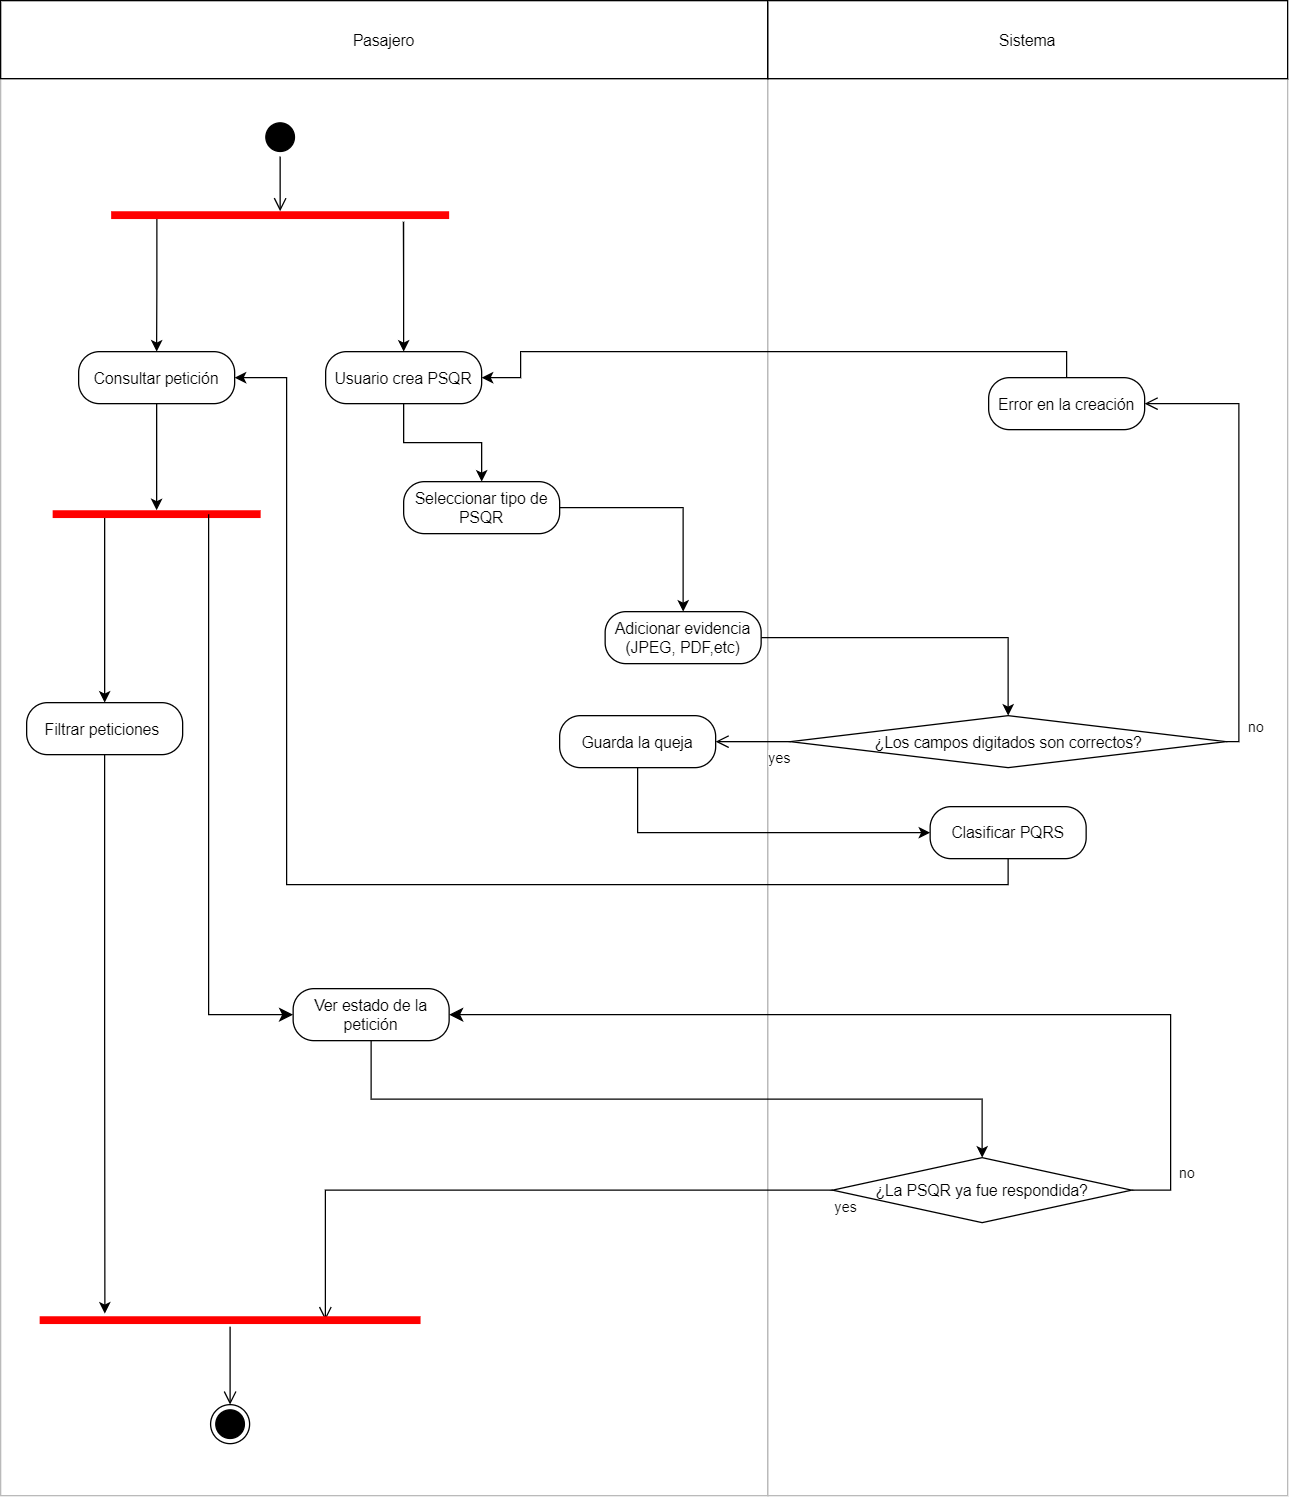 Pasajero
Sistema
Consultar petición
Usuario crea PSQR
Error en la creación
Seleccionar tipo de
PSQR
Adicionar evidencia
(JPEG, PDF,etc)
Filtrar peticiones
Guarda la queja
¿Los campos digitados son correctos?
no
yes
Clasificar PQRS
Ver estado de la
petición
no
¿La PSQR ya fue respondida?
yes